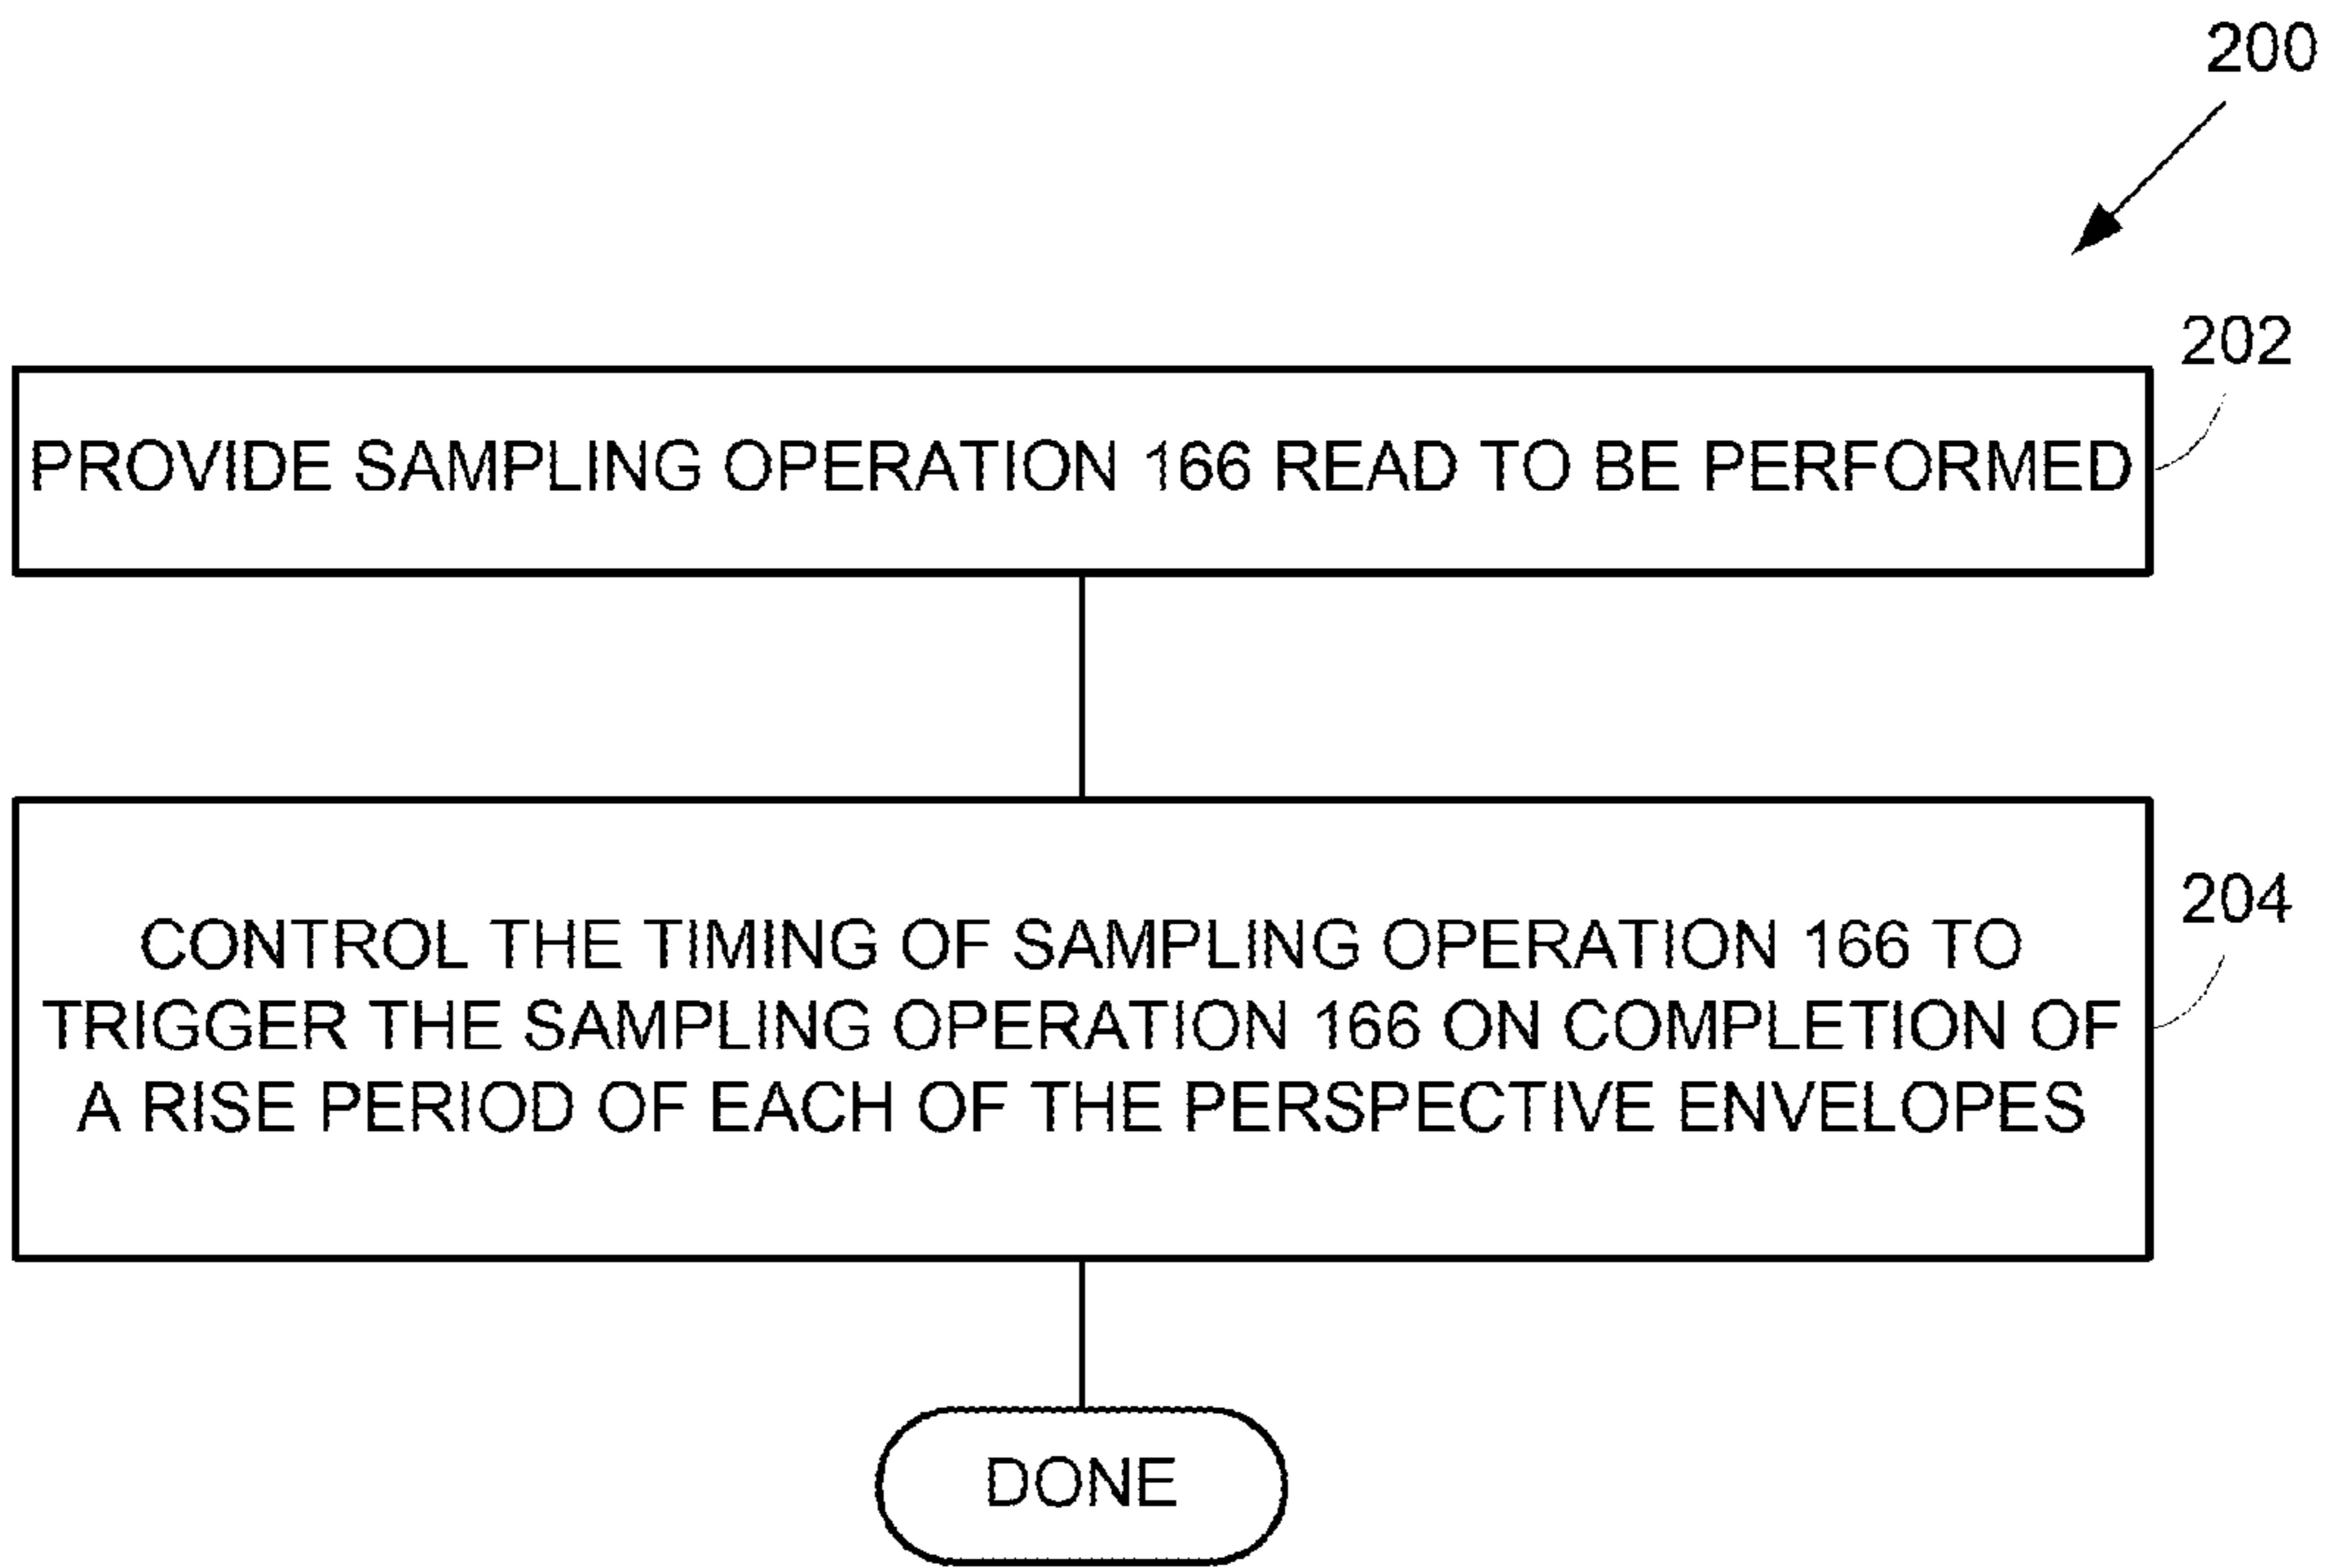 200
202
PROVIDE SAMPLING OPERATION 166 READ TO BE PERFORMED
204
CONTROL THE TIMING OF SAMPLING OPERATION 166 TO
TRIGGER THE SAMPLING OPERATION 166 ON COMPLETION OF
A RISE PERIOD OF EACH OF THE PERSPECTIVE ENVELOPES
DONE